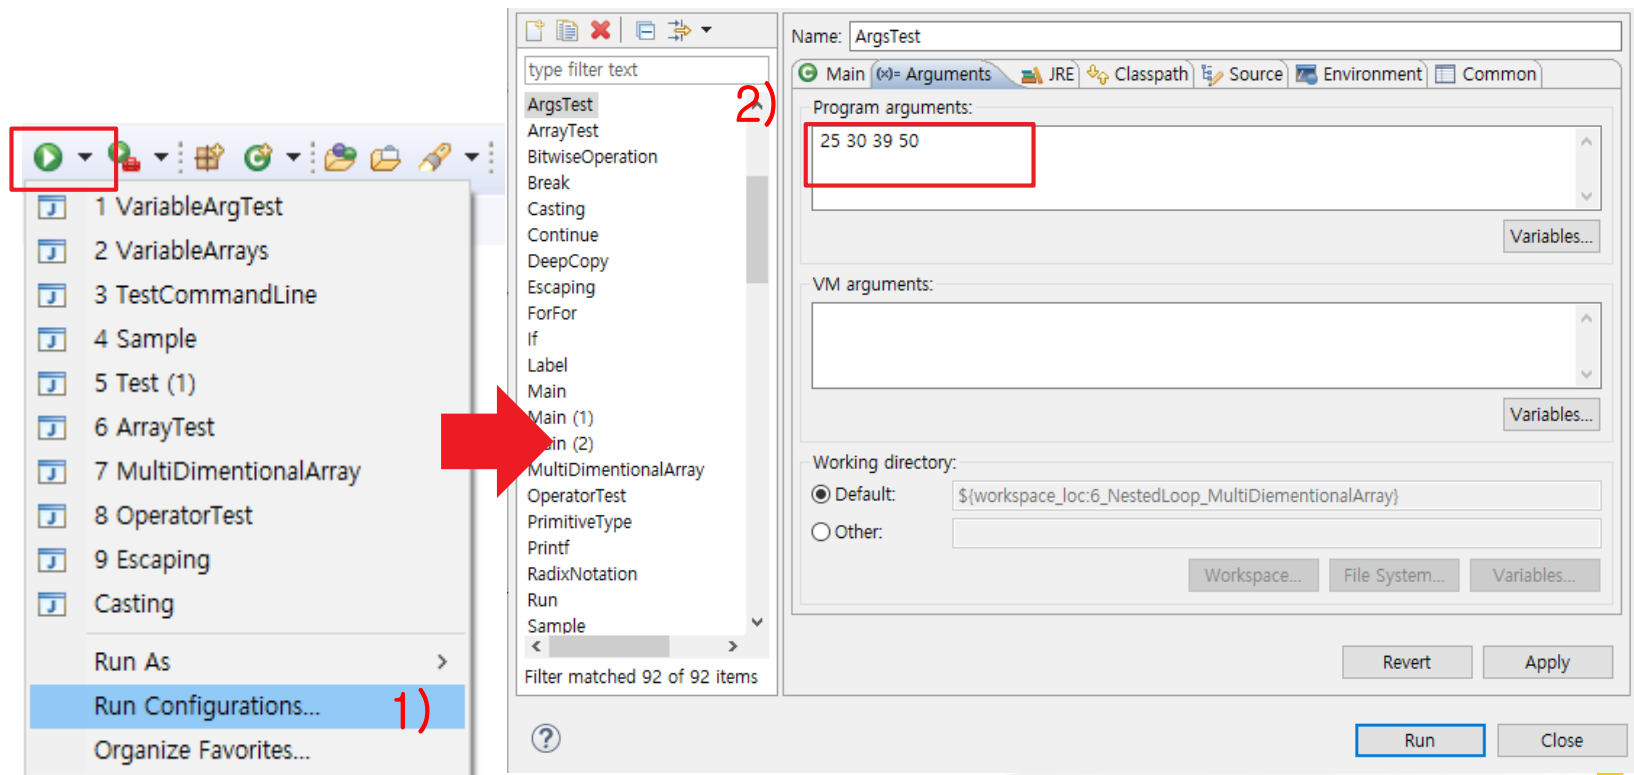 1 VariableArgTest
2 VariableArrays
3 TestCommandLine
4 Sample
5 Test (1)
6 ArrayTest
7 MultiDimentionalArray
8 OperatorTest
9 Escaping
Casting
Run As
Run Configurations...
1)
Organize Favorites...
type filter text
2)
ArgsTest
ArrayTest
BitwiseOperation
Break
Casting
Continue
DeepCopy
Escaping
ForFor
If
Label
Main
Main (1)
ain (2)
MultiDimentionalArray
OperatorTest
PrimitiveType
Printf
RadixNotation
Run
Sample
Filter matched 92 of 92 items
Name: ArgsTest
Main (x)= Arguments JRE Classpath Source Environment Common
Program arguments:
25 30 39 50
Variables...
VM arguments:
Variables...
Working directory:
Default: ${workspace_loc:6_NestedLoop_MultiDiementionalArray}
Other:
Workspace... File System... Variables...
Revert Apply
Run Close